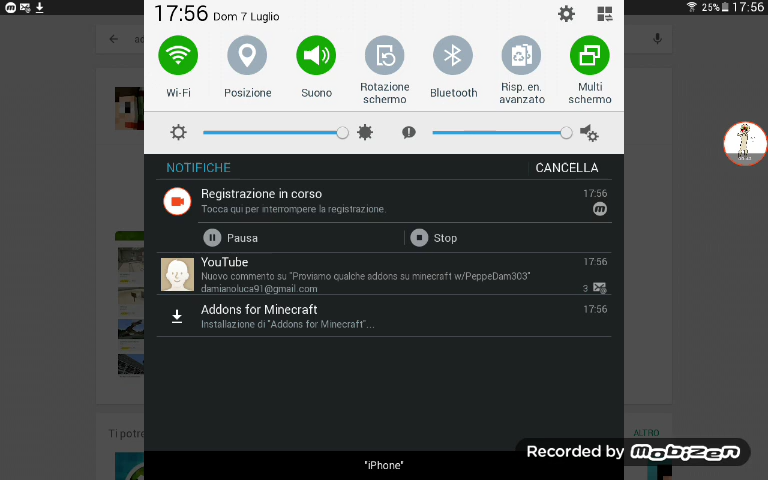 25% 17:56
17:56 Dom 7 Luglio
Wi-Fi
Posizione
Suono
Rotazione
schermo
Bluetooth
Risp. en.
avanzato
Multi
schermo
NOTIFICHE
CANCELLA
Registrazione in corso
17:56
Tocca qui per interrompere la registrazione.
Pausa
Stop
YouTube
17:56
Nuovo commento su "Proviamo qualche addons su minecraft w/PeppeDam303"
damianoluca91@gmail.com
3
Addons for Minecraft
17:56
Installazione di "Addons for Minecraft"...
Ti potre
ALTRO
Recorded by mobizen
"iPhone"